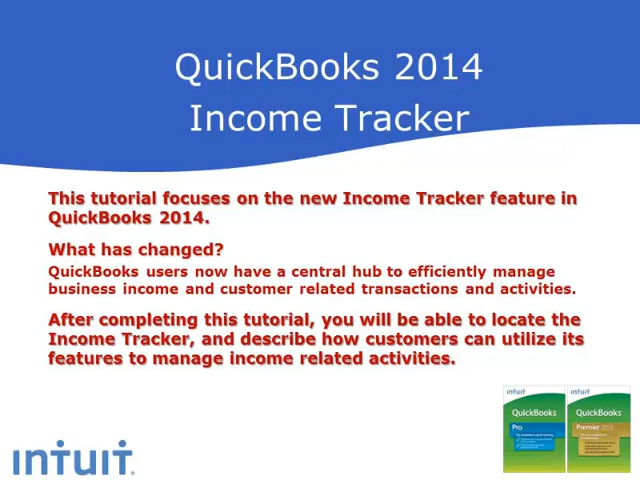 QuickBooks 2014
Income Tracker
This tutorial focuses on the new Income Tracker feature in
QuickBooks 2014.
What has changed?
QuickBooks users now have a central hub to efficiently manage
business income and customer related transactions and activities.
After completing this tutorial, you will be able to locate the
Income Tracker, and describe how customers can utilize its
features to manage income related activities.
intuit
QuickBooks
Pro
intuit
QuickBooks
Premier 2013
intuit.